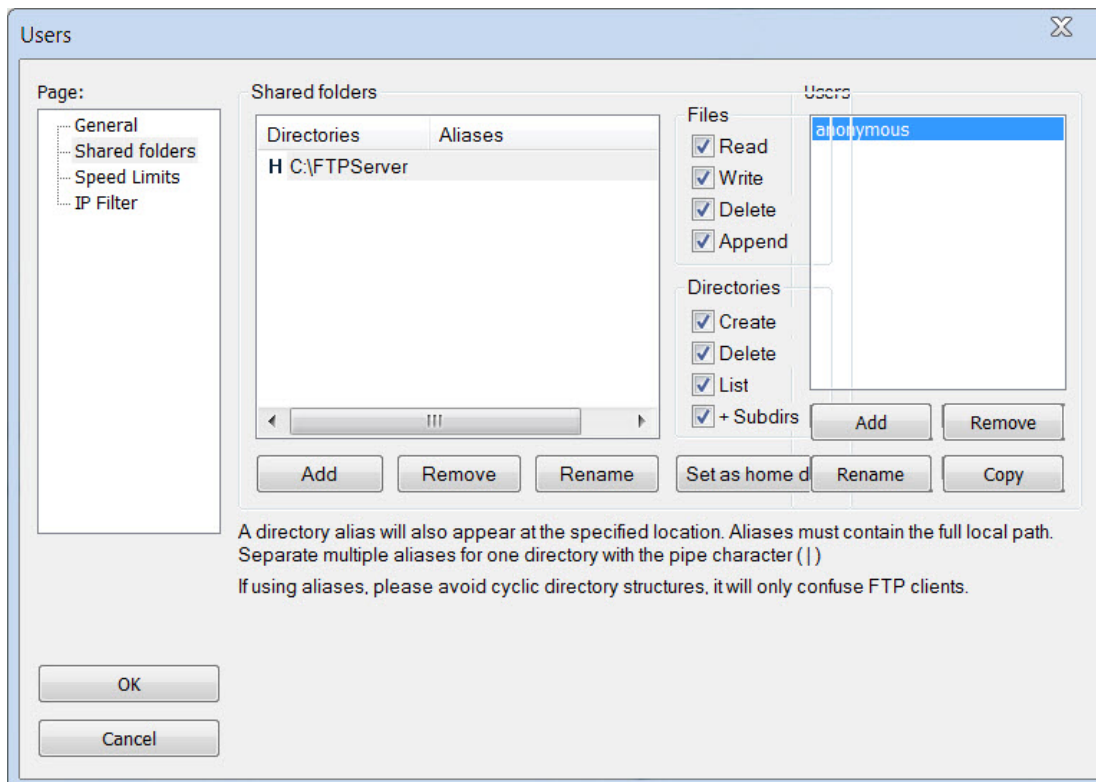 Users
Page:
General
Shared folders
Speed Limits
IP Filter
Shared folders
Directories Aliases
H C:\FTPServer
Add Remove Rename Set as home d
Files
Read
Write
Delete
Append
Directories
Create
Delete
List
+ Subdirs
Users
anonymous
Add Remove
Rename Copy
A directory alias will also appear at the specified location. Aliases must contain the full local path.
Separate multiple aliases for one directory with the pipe character ( | )
If using aliases, please avoid cyclic directory structures, it will only confuse FTP clients.
OK
Cancel